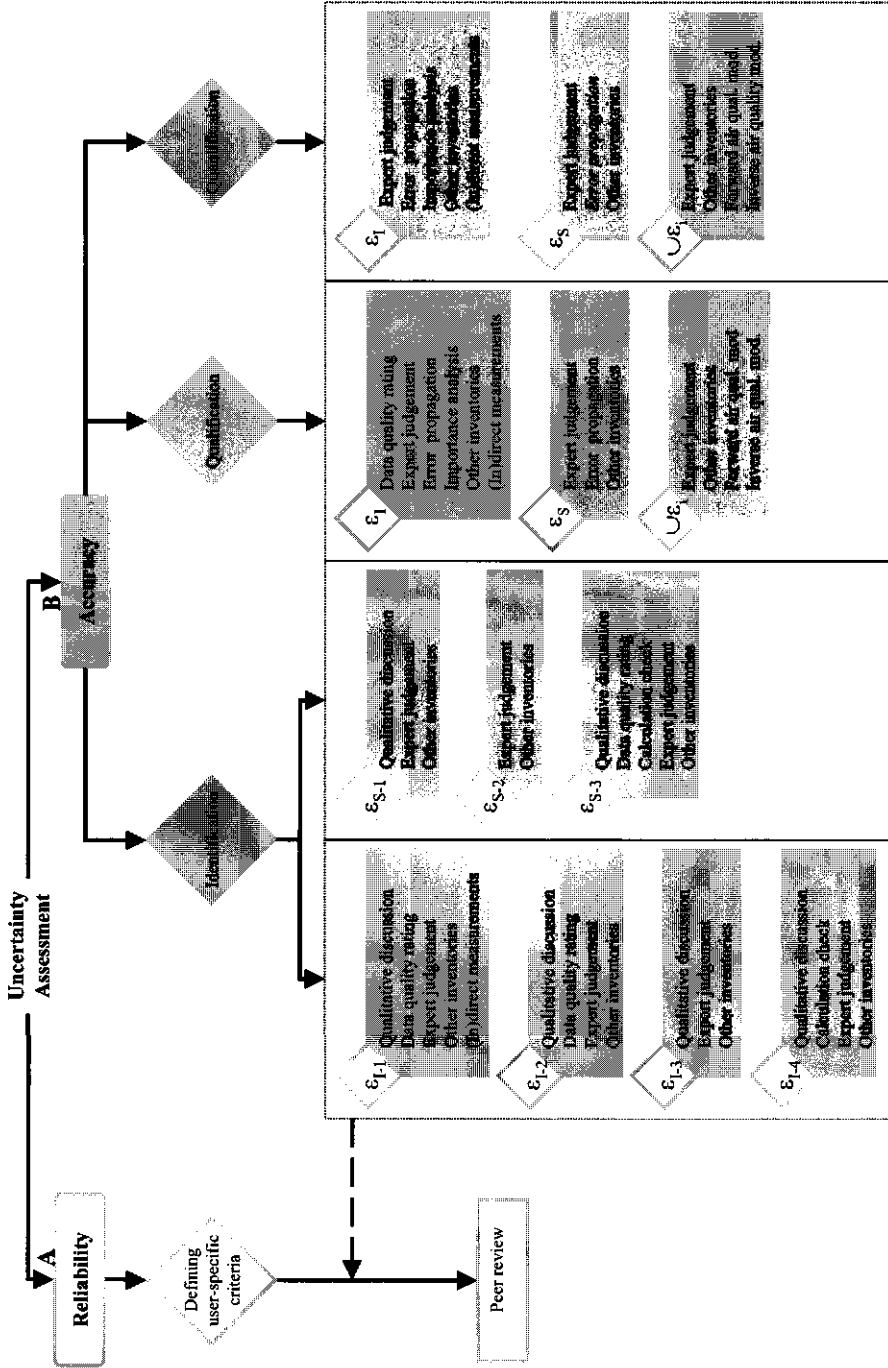 Uncertainty
Assessment
A
Reliability
Defining
user-specific
criteria
Peer review
B
Accuracy
Identification
Qualification
Quantification
εI-1
Qualitative discussion
Data quality rating
Expert judgement
Other inventories
(In)direct measurements
εI-2
Qualitative discussion
Data quality rating
Expert judgement
Other inventories
εI-3
Qualitative discussion
Expert judgement
Other inventories
εI-4
Qualitative discussion
Calculation check
Expert judgement
Other inventories
εS-1
Qualitative discussion
Expert judgement
Other inventories
εS-2
Expert judgement
Other inventories
εS-3
Qualitative discussion
Data quality rating
Calculation check
Expert judgement
Other inventories
εI
Data quality rating
Expert judgement
Error propagation
Importance analysis
Other inventories
(In)direct measurements
εS
Expert judgement
Error propagation
Other inventories
∪εi
Expert judgement
Other inventories
Forward air qual. mod
Inverse air qual. mod.
εI
Expert judgement
Error propagation
Importance analysis
Other inventories
(In)direct measurements
εS
Expert judgement
Error propagation
Other inventories
∪εi
Expert judgement
Other inventories
Forward air qual. mod.
Inverse air quality mod.